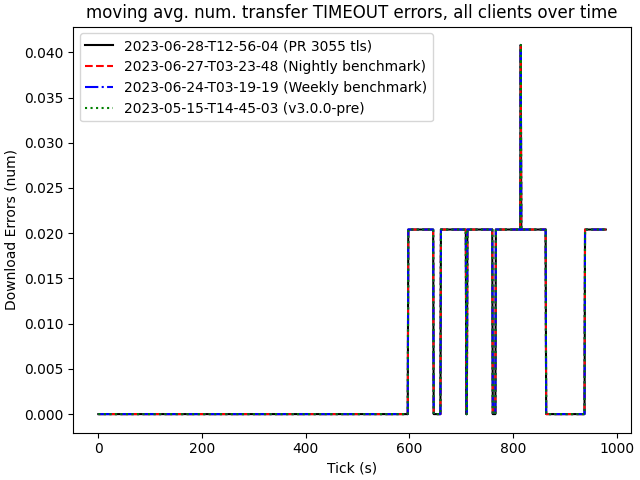 moving avg. num. transfer TIMEOUT errors, all clients over time
2023-06-28-T12-56-04 (PR 3055 tls)
2023-06-27-T03-23-48 (Nightly benchmark)
2023-06-24-T03-19-19 (Weekly benchmark)
2023-05-15-T14-45-03 (v3.0.0-pre)
Download Errors (num)
0.040
0.035
0.030
0.025
0.020
0.015
0.010
0.005
0.000
0 200 400 600 800 1000
Tick (s)